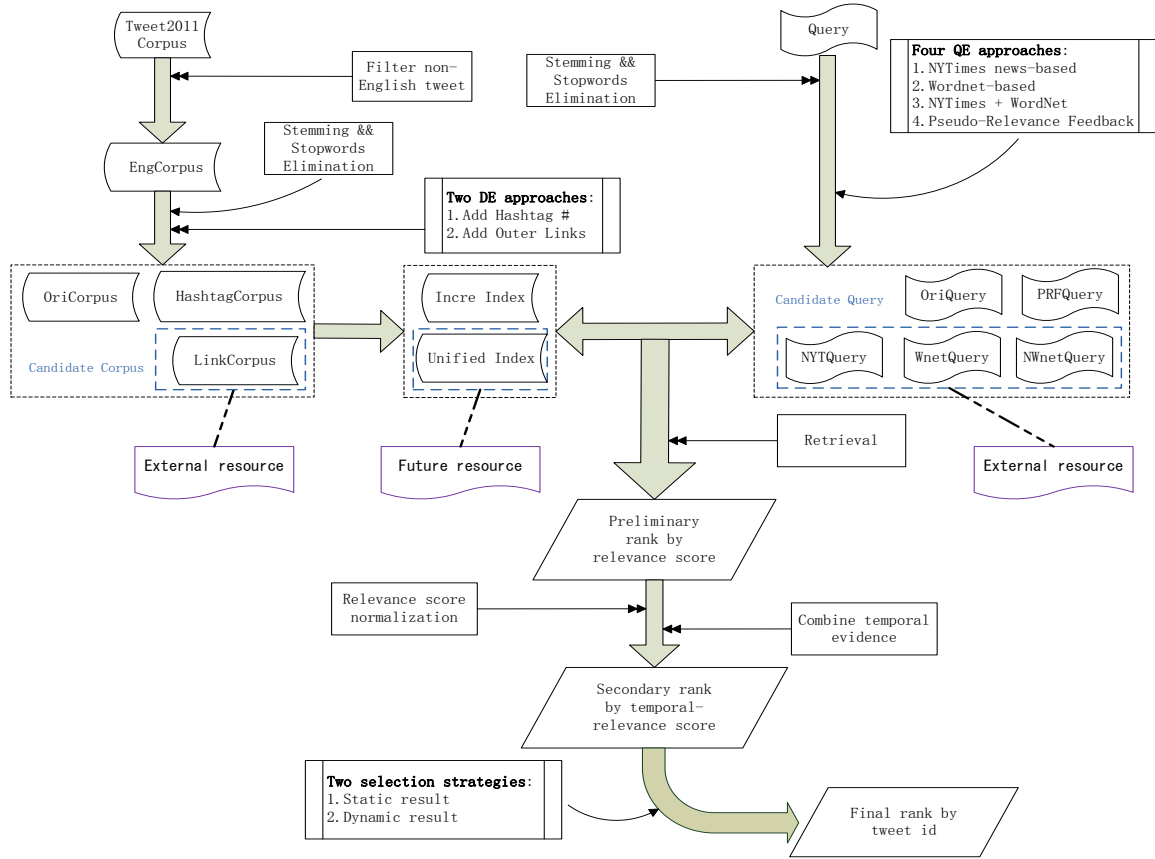 Tweet2011
Corpus
Filter non-
English tweet
Stemming &&
Stopwords
Elimination
EngCorpus
Two DE approaches:
1.Add Hashtag #
2.Add Outer Links
Query
Stemming &&
Stopwords
Elimination
Four QE approaches:
1.NYTimes news-based
2.Wordnet-based
3.NYTimes + WordNet
4.Pseudo-Relevance Feedback
OriCorpus
HashtagCorpus
LinkCorpus
Candidate Corpus
External resource
Incre Index
Unified Index
Future resource
Candidate Query
OriQuery
PRFQuery
NYTQuery
WnetQuery
NWnetQuery
External resource
Retrieval
Preliminary
rank by
relevance score
Relevance score
normalization
Combine temporal
evidence
Secondary rank
by temporal-
relevance score
Two selection strategies:
1.Static result
2.Dynamic result
Final rank by
tweet id